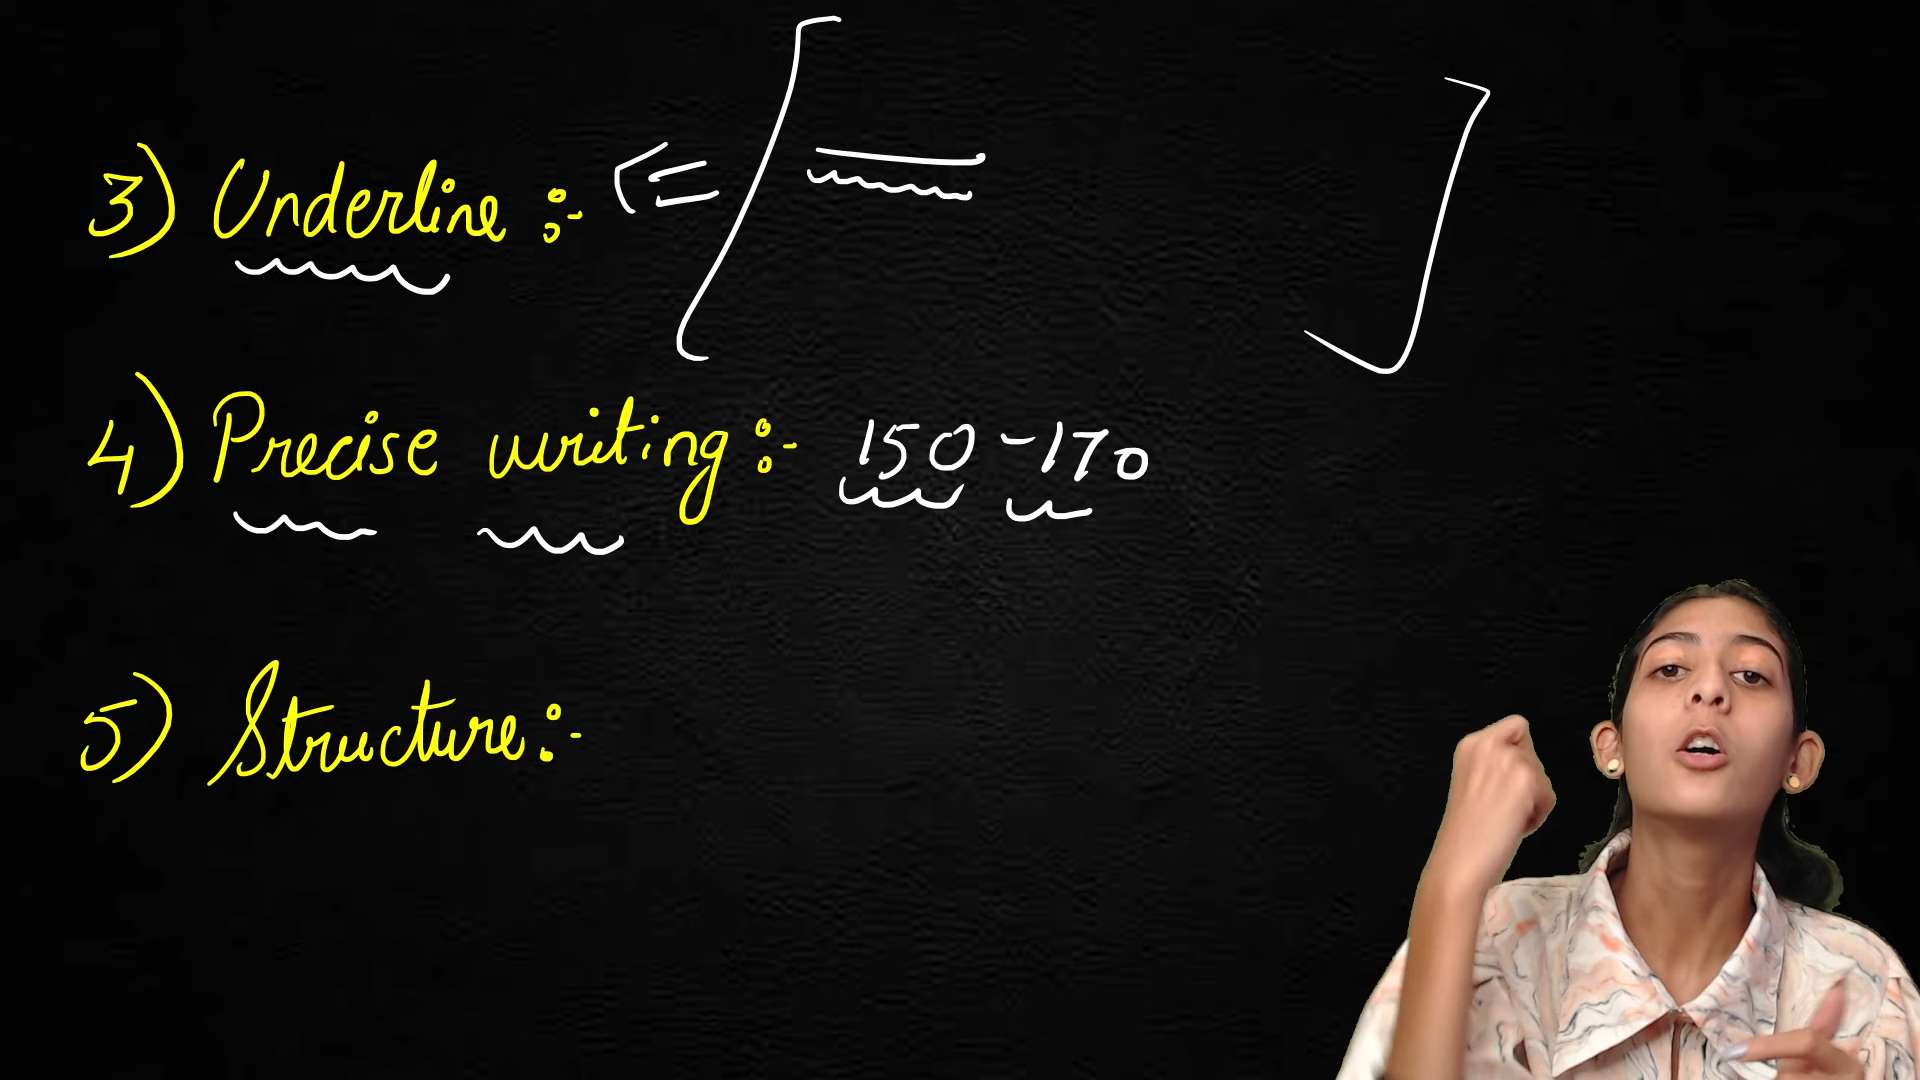 3) Underline :-
4) Precise writing :- 150-170
5) Structure :-